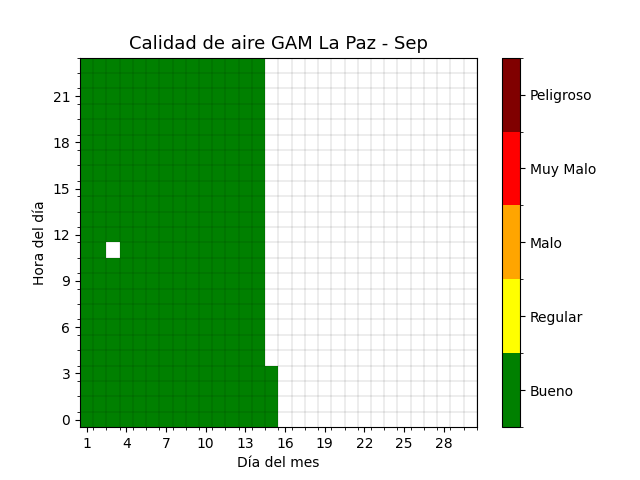 Calidad de aire GAM La Paz - Sep
Hora del día
21
18
15
12
9
6
3
0
1 4 7 10 13 16 19 22 25 28
Día del mes
Peligroso
Muy Malo
Malo
Regular
Bueno